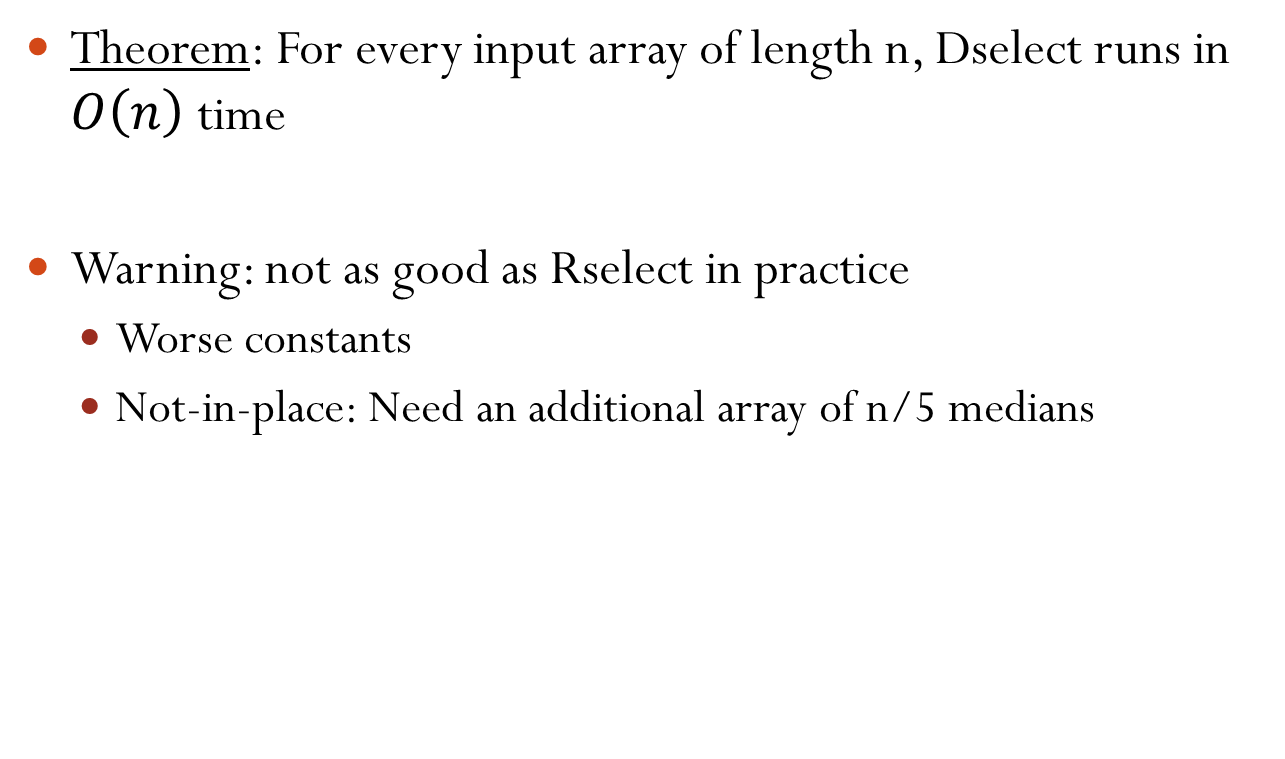 • Theorem: For every input array of length n, Dselect runs in
O(n) time
• Warning: not as good as Rselect in practice
• Worse constants
• Not-in-place: Need an additional array of n/5 medians